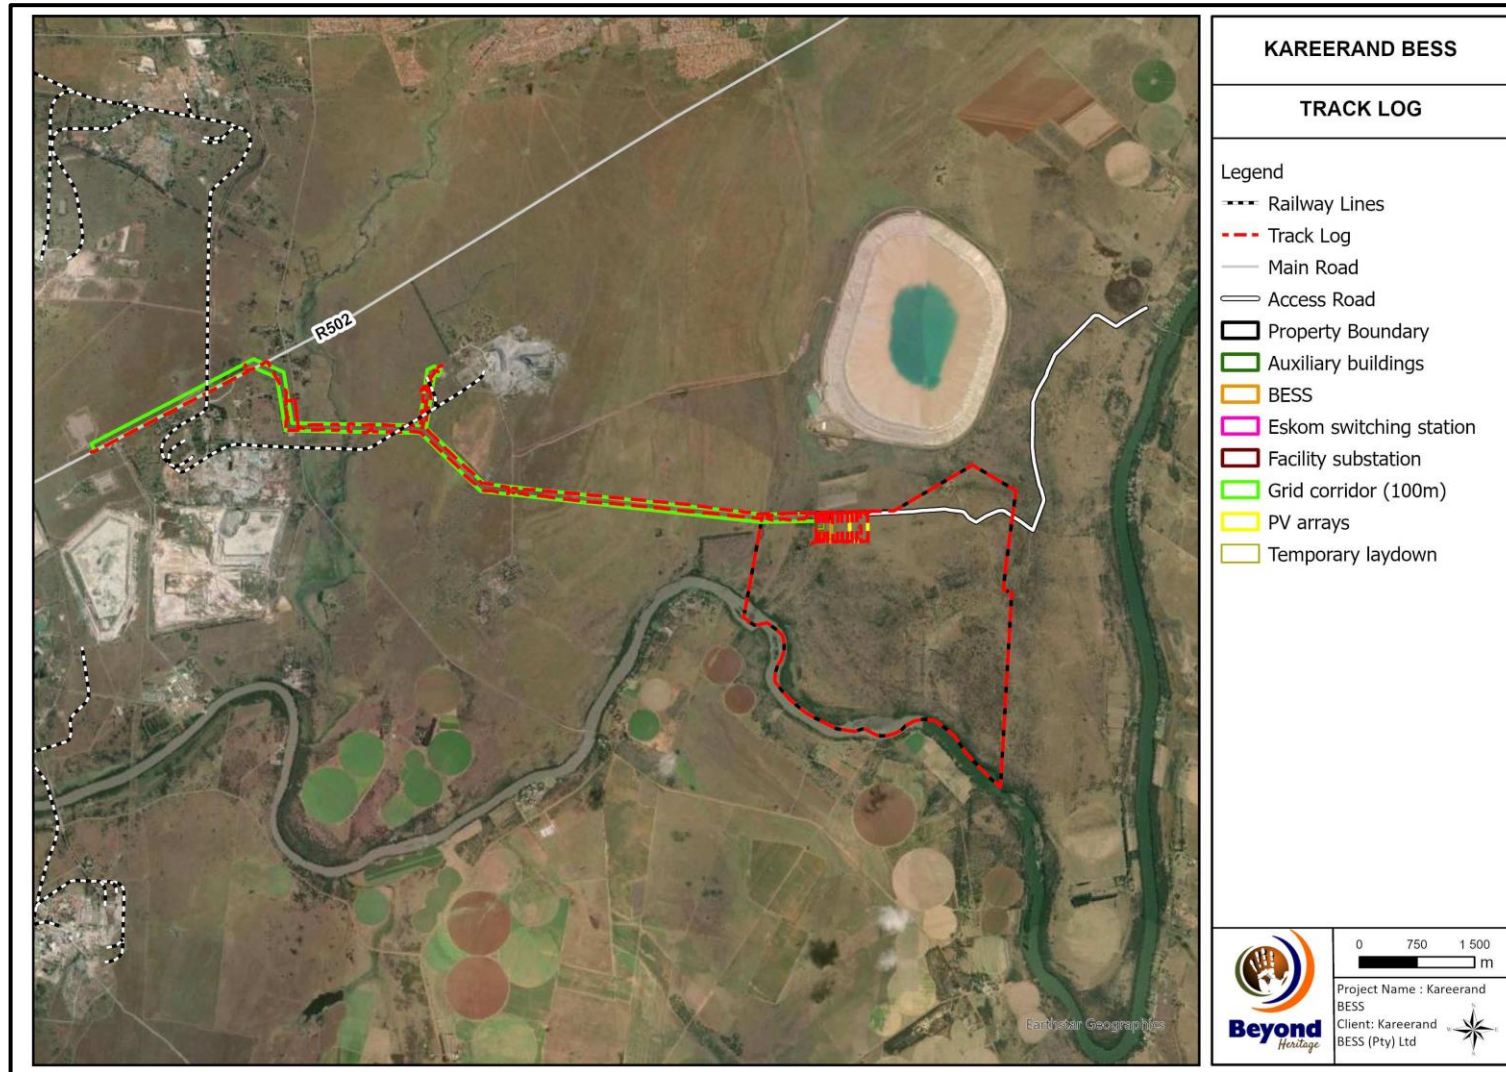 KAREERAND BESS
TRACK LOG
Legend
Railway Lines
Track Log
Main Road
Access Road
Property Boundary
Auxiliary buildings
BESS
Eskom switching station
Facility substation
Grid corridor (100m)
PV arrays
Temporary laydown
R502
Earthstar Geographics
0 750 1 500
m
Project Name : Kareerand
BESS
Client: Kareerand
BESS (Pty) Ltd
N
W E
S
Beyond
Heritage